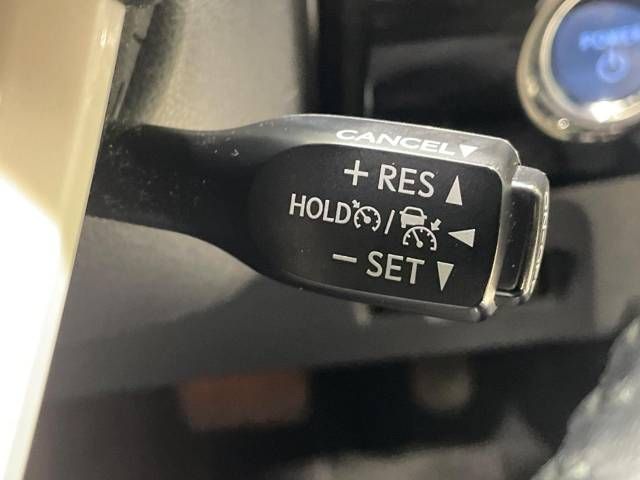 CANCEL▼
+ RES ▲
HOLD / ◀
− SET ▼
POWER